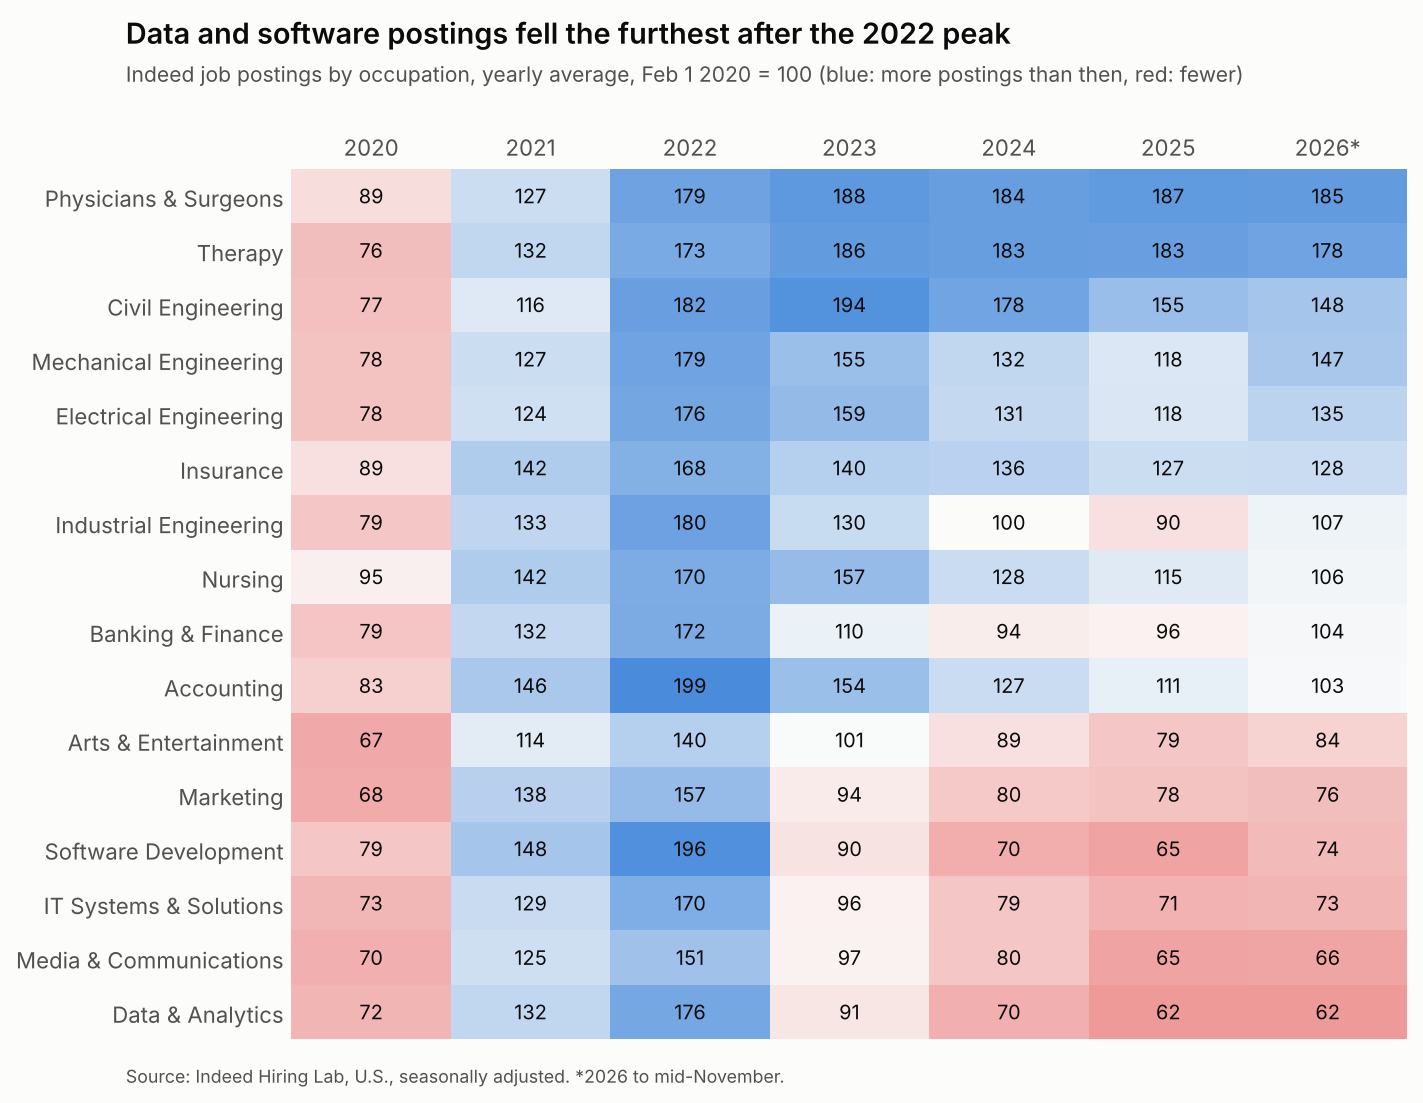 Data and software postings fell the furthest after the 2022 peak
Indeed job postings by occupation, yearly average, Feb 1 2020 = 100 (blue: more postings than then, red: fewer)
2020 2021 2022 2023 2024 2025 2026*
Physicians & Surgeons 89 127 179 188 184 187 185
Therapy 76 132 173 186 183 183 178
Civil Engineering 77 116 182 194 178 155 148
Mechanical Engineering 78 127 179 155 132 118 147
Electrical Engineering 78 124 176 159 131 118 135
Insurance 89 142 168 140 136 127 128
Industrial Engineering 79 133 180 130 100 90 107
Nursing 95 142 170 157 128 115 106
Banking & Finance 79 132 172 110 94 96 104
Accounting 83 146 199 154 127 111 103
Arts & Entertainment 67 114 140 101 89 79 84
Marketing 68 138 157 94 80 78 76
Software Development 79 148 196 90 70 65 74
IT Systems & Solutions 73 129 170 96 79 71 73
Media & Communications 70 125 151 97 80 65 66
Data & Analytics 72 132 176 91 70 62 62
Source: Indeed Hiring Lab, U.S., seasonally adjusted. *2026 to mid-November.